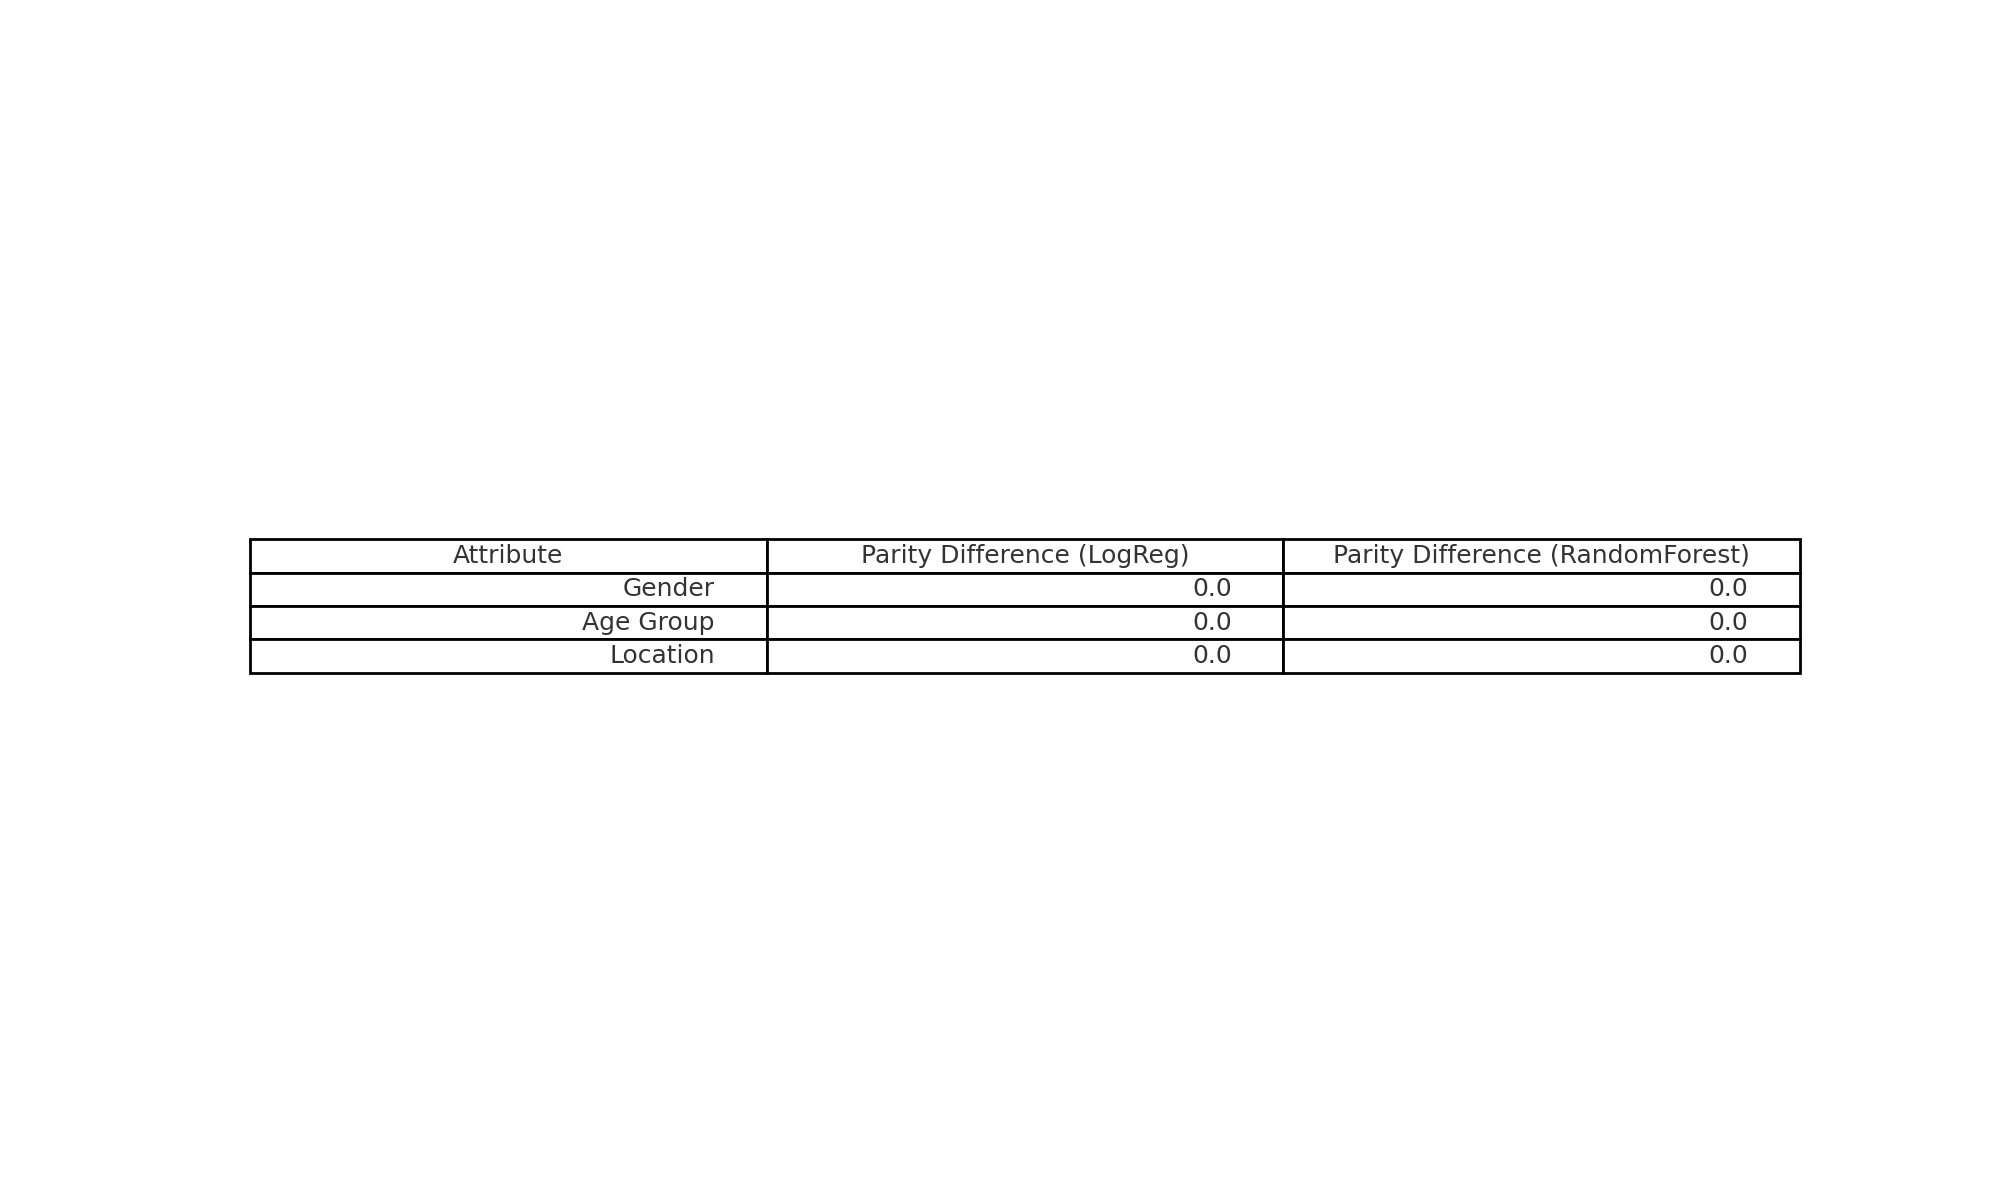 Attribute Parity Difference (LogReg) Parity Difference (RandomForest)
Gender 0.0 0.0
Age Group 0.0 0.0
Location 0.0 0.0